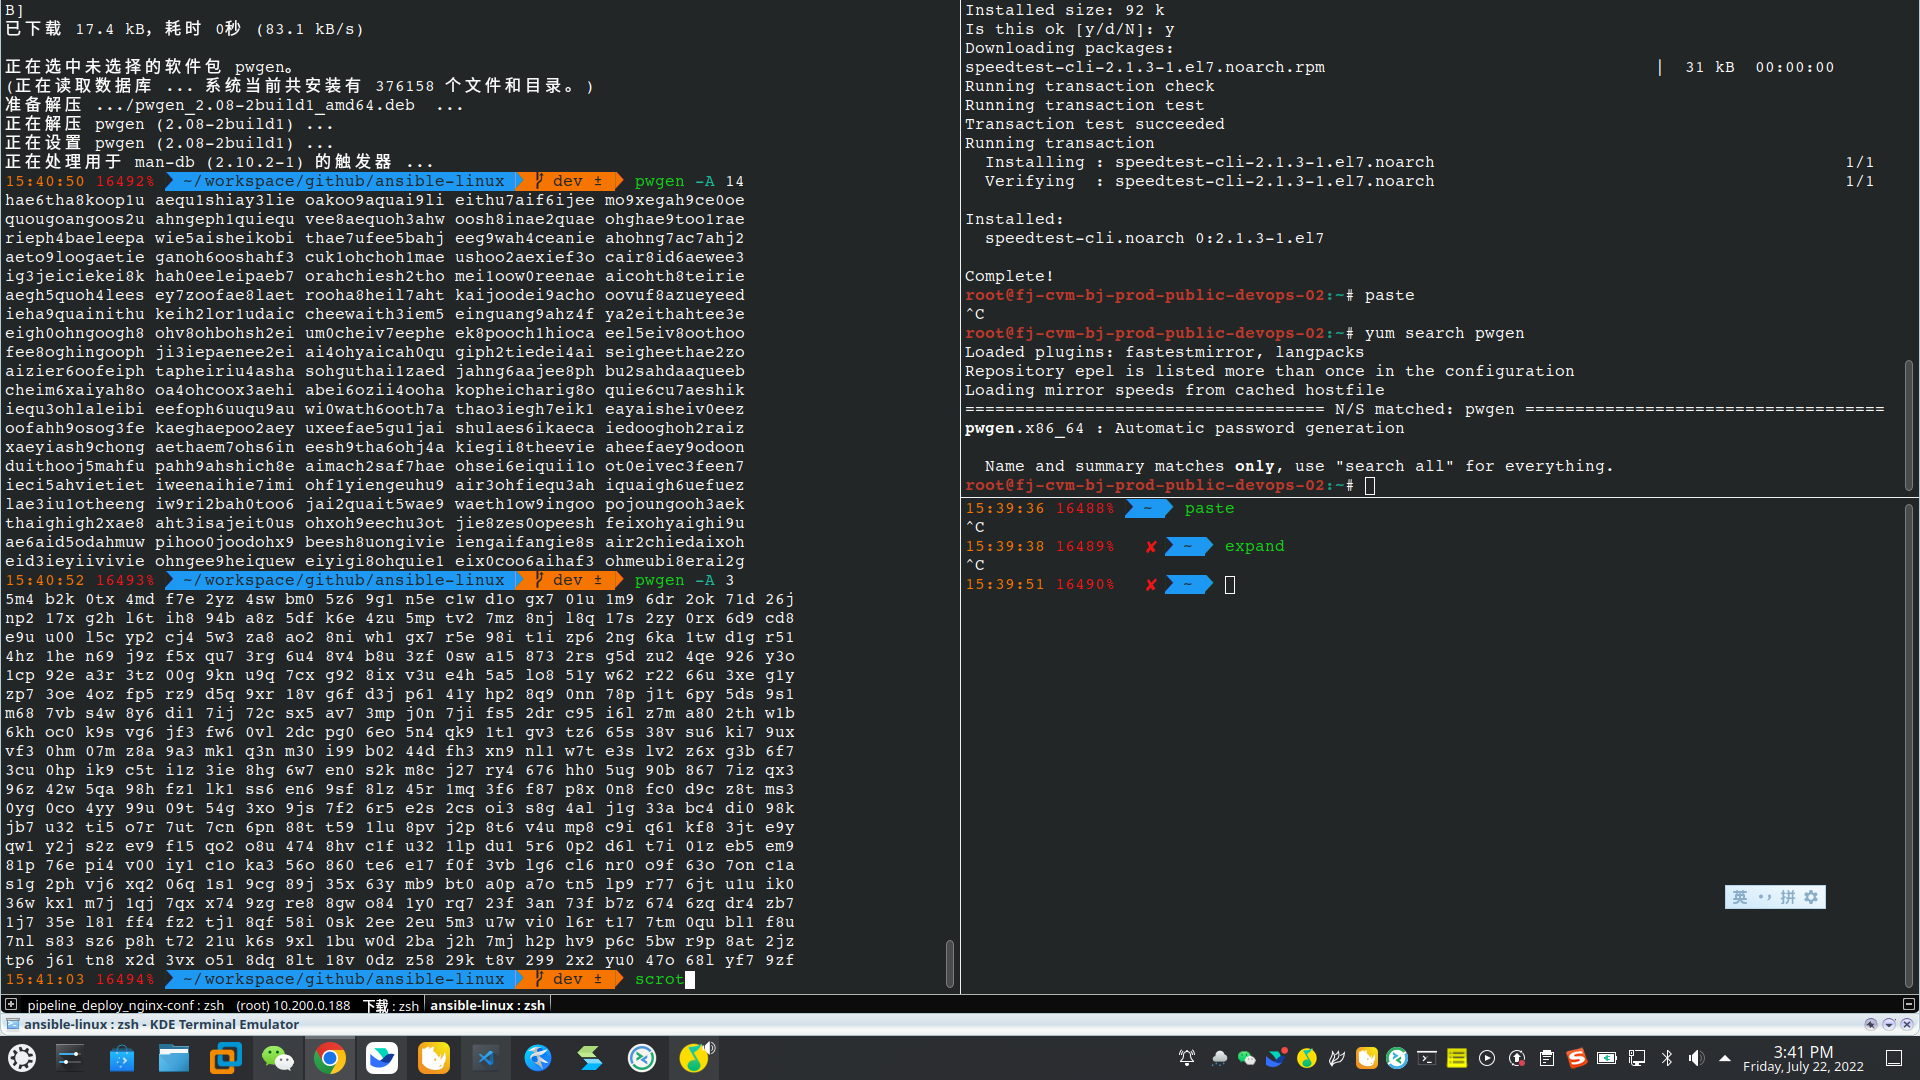 B]
已下载 17.4 kB, 耗时 0秒 (83.1 kB/s)
正在选中未选择的软件包 pwgen。
(正在读取数据库 ... 系统当前共安装有 376158 个文件和目录。)
准备解压 .../pwgen_2.08-2build1_amd64.deb  ...
正在解压 pwgen (2.08-2build1) ...
正在设置 pwgen (2.08-2build1) ...
正在处理用于 man-db (2.10.2-1) 的触发器 ...
15:40:50 16492% ~/workspace/github/ansible-linux dev ± pwgen -A 14
hae6tha8koop1u aequ1shiay3lie oakoo9aquai9li eithu7aif6ijee mo9xegah9ce0oe
quougoangoos2u ahngeph1quiequ vee8aequoh3ahw oosh8inae2quae ohghae9too1rae
rieph4baeleepa wie5aisheikobi thae7ufee5bahj eeg9wah4ceanie ahohng7ac7ahj2
aeto9loogaetie ganoh6ooshahf3 cuk1ohchoh1mae ushoo2aexief3o cair8id6aewee3
ig3jeiciekei8k hah0eeleipaeb7 orahchiesh2tho mei1oow0reenae aicohth8teirie
aegh5quoh4lees ey7zoofae8laet rooha8heil7aht kaijoodei9acho oovuf8azueyeed
ieha9quainithu keih2lor1udaic cheewaith3iem5 einguang9ahz4f ya2eithahtee3e
eigh0ohngoogh8 ohv8ohbohsh2ei um0cheiv7eephe ek8pooch1hioca eel5eiv8oothoo
fee8oghingooph ji3iepaenee2ei ai4ohyaicah0qu giph2tiedei4ai seigheethae2zo
aizier6oofeiph tapheiriu4asha sohguthai1zaed jahng6aajee8ph bu2sahdaaqueeb
cheim6xaiyah8o oa4ohcoox3aehi abei6ozii4ooha kopheicharig8o quie6cu7aeshik
iequ3ohlaleibi eefoph6uuqu9au wi0wath6ooth7a thao3iegh7eik1 eayaisheiv0eez
oofahh9osog3fe kaeghaepoo2aey uxeefae5gu1jai shulaes6ikaeca iedooghoh2raiz
xaeyiash9chong aethaem7ohs6in eesh9tha6ohj4a kiegii8theevie aheefaey9odoon
duithooj5mahfu pahh9ahshich8e aimach2saf7hae ohsei6eiquii1o ot0eivec3feen7
ieci5ahvietiet iweenaihie7imi ohf1yiengeuhu9 air3ohfiequ3ah iquaigh6uefuez
lae3iu1otheeng iw9ri2bah0too6 jai2quait5wae9 waeth1ow9ingoo pojoungooh3aek
thaighigh2xae8 aht3isajeit0us ohxoh9eechu3ot jie8zes0opeesh feixohyaighi9u
ae6aid5odahmuw pihoo0joodohx9 beesh8uongivie iengaifangie8s air2chiedaixoh
eid3ieyiivivie ohngee9heiquew eiyigi8ohquie1 eix0coo6aihaf3 ohmeubi8erai2g
15:40:52 16493% ~/workspace/github/ansible-linux dev ± pwgen -A 3
5m4 b2k 0tx 4md f7e 2yz 4sw bm0 5z6 9g1 n5e c1w d1o gx7 01u 1m9 6dr 2ok 71d 26j
np2 17x g2h l6t ih8 94b a8z 5df k6e 4zu 5mp tv2 7mz 8nj l8q 17s 2zy 0rx 6d9 cd8
e9u u00 l5c yp2 cj4 5w3 za8 ao2 8ni wh1 gx7 r5e 98i t1i zp6 2ng 6ka 1tw d1g r51
4hz 1he n69 j9z f5x qu7 3rg 6u4 8v4 b8u 3zf 0sw a15 873 2rs g5d zu2 4qe 926 y3o
1cp 92e a3r 3tz 00g 9kn u9q 7cx g92 8ix v3u e4h 5a5 lo8 51y w62 r22 66u 3xe g1y
zp7 3oe 4oz fp5 rz9 d5q 9xr 18v g6f d3j p61 41y hp2 8q9 0nn 78p j1t 6py 5ds 9s1
m68 7vb s4w 8y6 di1 7ij 72c sx5 av7 3mp j0n 7ji fs5 2dr c95 i6l z7m a80 2th w1b
6kh oc0 k9s vg6 jf3 fw6 0vl 2dc pg0 6eo 5n4 qk9 1t1 gv3 tz6 65s 38v su6 ki7 9ux
vf3 0hm 07m z8a 9a3 mk1 q3n m30 i99 b02 44d fh3 xn9 nl1 w7t e3s lv2 z6x g3b 6f7
3cu 0hp ik9 c5t i1z 3ie 8hg 6w7 en0 s2k m8c j27 ry4 676 hh0 5ug 90b 867 7iz qx3
96z 42w 5qa 98h fz1 lk1 ss6 en6 9sf 8lz 45r 1mq 3f6 f87 p8x 0n8 fc0 d9c z8t ms3
0yg 0co 4yy 99u 09t 54g 3xo 9js 7f2 6r5 e2s 2cs oi3 s8g 4al j1g 33a bc4 di0 98k
jb7 u32 ti5 o7r 7ut 7cn 6pn 88t t59 1lu 8pv j2p 8t6 v4u mp8 c9i q61 kf8 3jt e9y
qw1 y2j s2z ev9 f15 qo2 o8u 474 8hv c1f u32 1lp du1 5r6 0p2 d6l t7i 01z eb5 em9
81p 76e pi4 v00 iy1 c1o ka3 56o 860 te6 e17 f0f 3vb lg6 cl6 nr0 o9f 63o 7on c1a
s1g 2ph vj6 xq2 06q 1s1 9cg 89j 35x 63y mb9 bt0 a0p a7o tn5 lp9 r77 6jt u1u ik0
36w kx1 m7j 1qj 7qx x74 9zg re8 8gw o84 1y0 rq7 23f 3an 73f b7z 674 6zq dr4 zb7
1j7 35e l81 ff4 fz2 tj1 8qf 58i 0sk 2ee 2eu 5m3 u7w vi0 l6r t17 7tm 0qu bl1 f8u
7nl s83 sz6 p8h t72 21u k6s 9xl 1bu w0d 2ba j2h 7mj h2p hv9 p6c 5bw r9p 8at 2jz
tp6 j61 tn8 x2d 3vx o51 8dq 8lt 18v 0dz z58 29k t8v 299 2x2 yu0 47o 68l yf7 9zf
15:41:03 16494% ~/workspace/github/ansible-linux dev ± scrot
Installed size: 92 k
Is this ok [y/d/N]: y
Downloading packages:
speedtest-cli-2.1.3-1.el7.noarch.rpm | 31 kB 00:00:00
Running transaction check
Running transaction test
Transaction test succeeded
Running transaction
Installing : speedtest-cli-2.1.3-1.el7.noarch 1/1
Verifying  : speedtest-cli-2.1.3-1.el7.noarch 1/1
Installed:
speedtest-cli.noarch 0:2.1.3-1.el7
Complete!
root@fj-cvm-bj-prod-public-devops-02:~# paste
^C
root@fj-cvm-bj-prod-public-devops-02:~# yum search pwgen
Loaded plugins: fastestmirror, langpacks
Repository epel is listed more than once in the configuration
Loading mirror speeds from cached hostfile
==================================== N/S matched: pwgen ====================================
pwgen.x86_64 : Automatic password generation
Name and summary matches only, use "search all" for everything.
root@fj-cvm-bj-prod-public-devops-02:~#
15:39:36 16488% ~ paste
^C
15:39:38 16489% ✘ ~ expand
^C
15:39:51 16490% ✘ ~
英 拼
pipeline_deploy_nginx-conf : zsh (root) 10.200.0.188 下载 : zsh ansible-linux : zsh
ansible-linux : zsh - KDE Terminal Emulator
3:41 PM
Friday, July 22, 2022